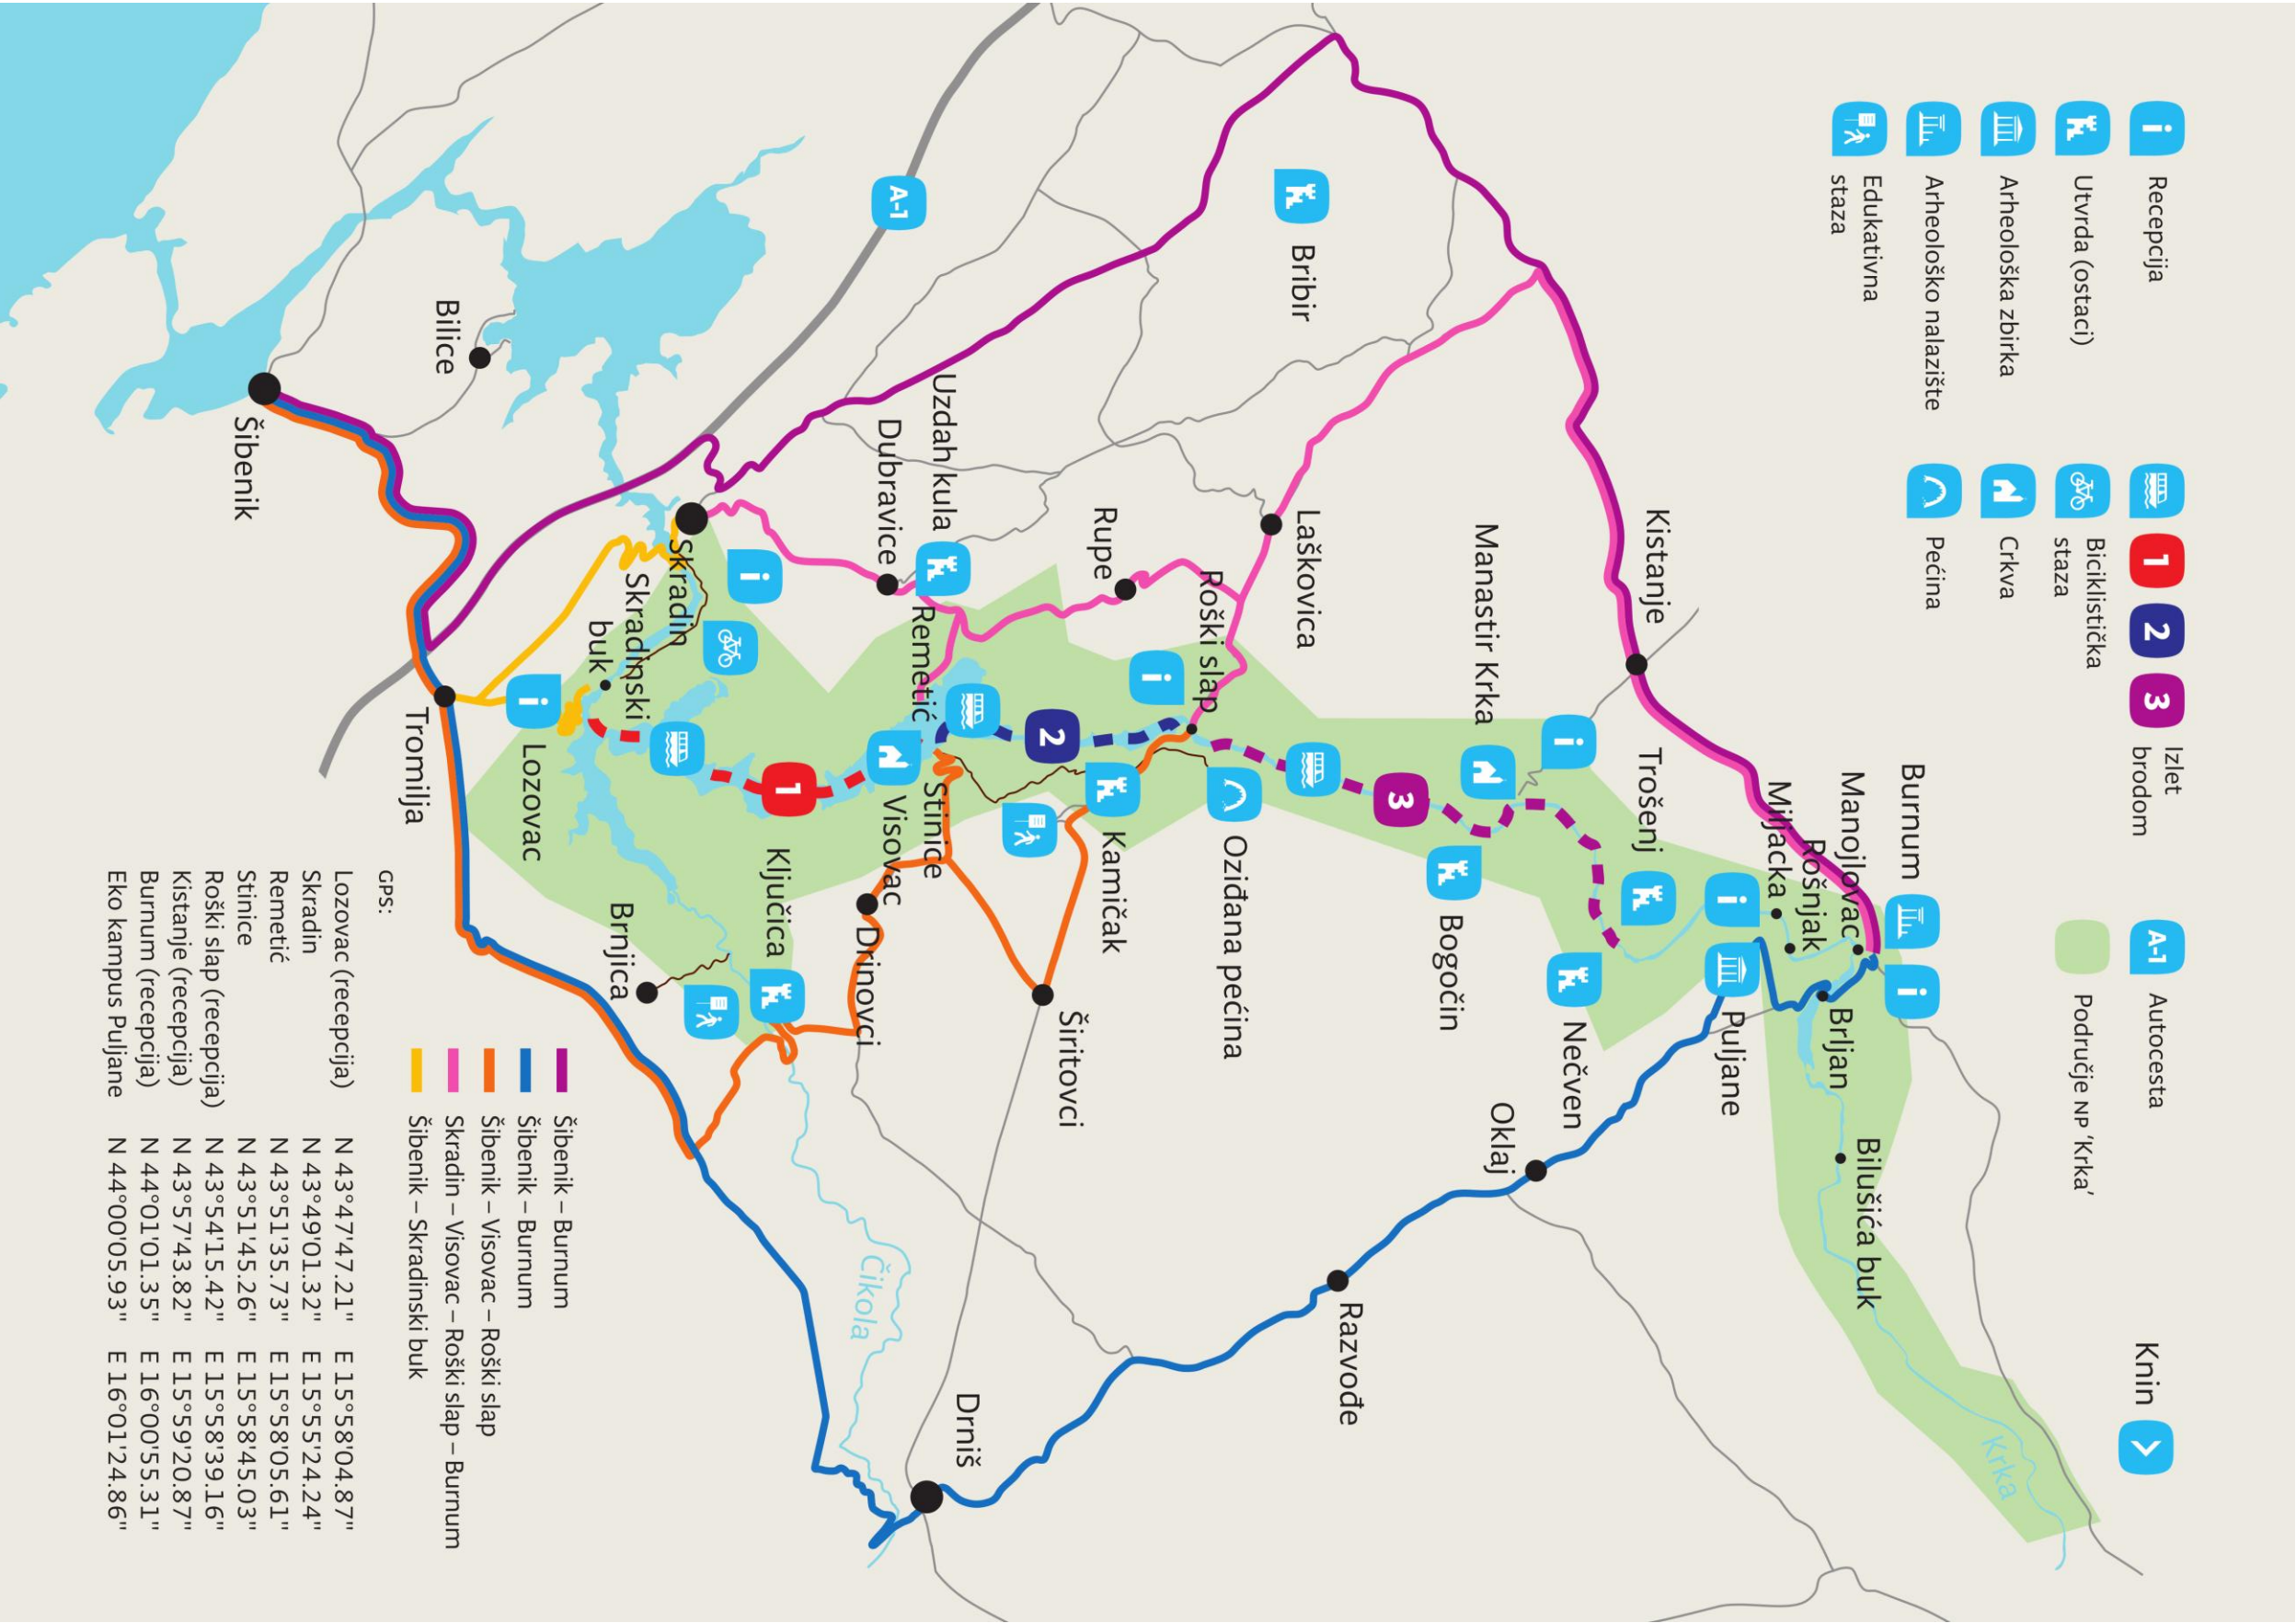 Recepcija
Utvrda (ostaci)
Arheološka zbirka
Arheološko nalazište
Edukativna
staza
1 2 3
Izlet
brodom
Biciklistička
staza
Crkva
Pećina
A-1
Autocesta
Područje NP 'Krka'
Knin
Burnum
Manojlovac
Rošnjak
Miljacka
Brljan
Bilušića buk
Krka
Kistanje
Trošenj
Puljane
Nečven
Manastir Krka
Bogočin
Oklaj
3
Bribir
Laškovica
Razvođe
Roški slap
Oziđana pećina
Rupe
Kamičak
Širitovci
2
Uzdah kula
Dubravice
Remetić
Stinice
Visovac
Drinovci
Drniš
A-1
Čikola
1
Ključica
Skradin
Skradinski
buk
Brnjica
Lozovac
Bilice
Tromilja
Šibenik
Šibenik – Burnum
Šibenik – Burnum
Šibenik – Visovac – Roški slap
Skradin – Visovac – Roški slap – Burnum
Šibenik – Skradinski buk
GPS:
Lozovac (recepcija) N 43°47'47.21" E 15°58'04.87"
Skradin N 43°49'01.32" E 15°55'24.24"
Remetić N 43°51'35.73" E 15°58'05.61"
Stinice N 43°51'45.26" E 15°58'45.03"
Roški slap (recepcija) N 43°54'15.42" E 15°58'39.16"
Kistanje (recepcija) N 43°57'43.82" E 15°59'20.87"
Burnum (recepcija) N 44°01'01.35" E 16°00'55.31"
Eko kampus Puljane N 44°00'05.93" E 16°01'24.86"